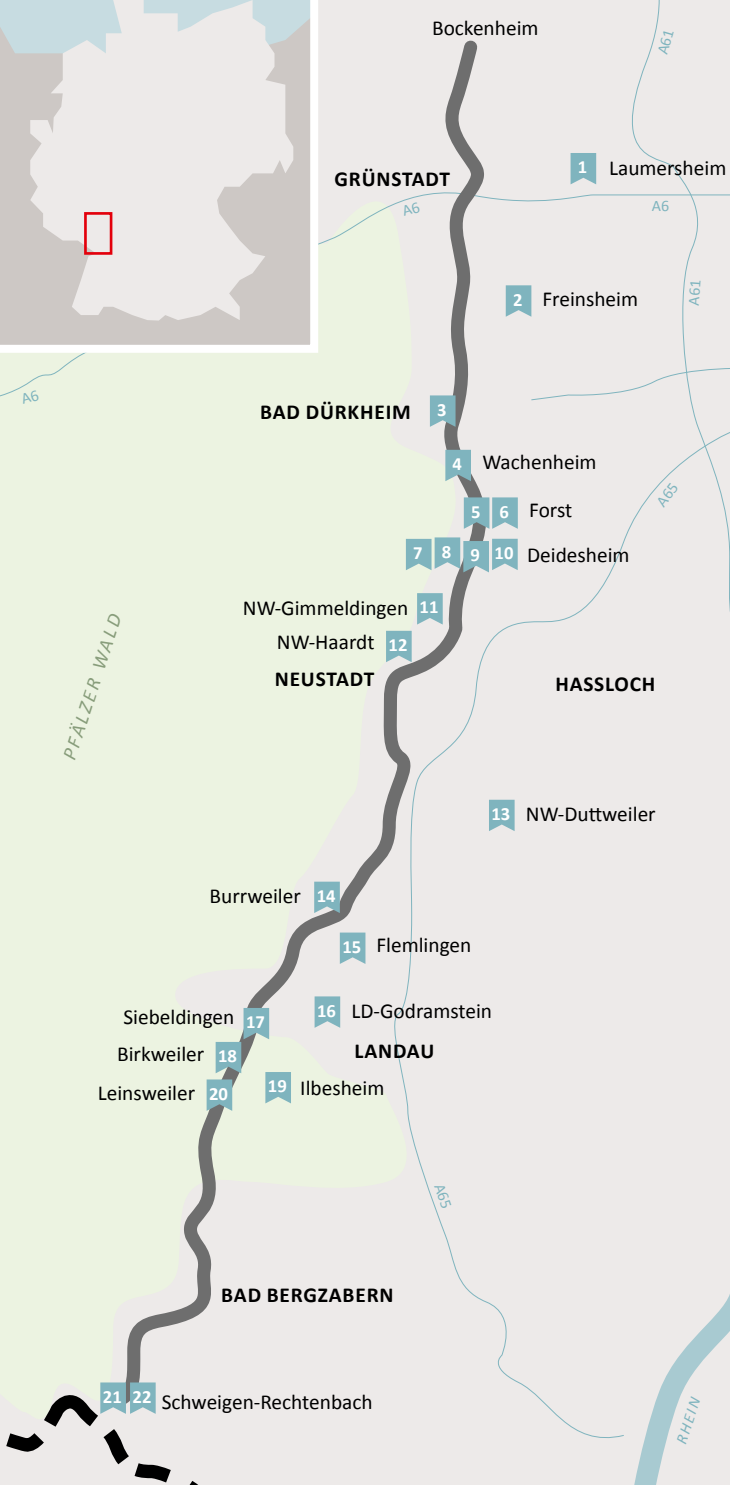 Bockenheim
A61
1 Laumersheim
GRÜNSTADT
A6
A6
A61
2 Freinsheim
A6
BAD DÜRKHEIM 3
4 Wachenheim
A65
5 6 Forst
7 8 9 10 Deidesheim
NW-Gimmeldingen 11
NW-Haardt 12
NEUSTADT
HASSLOCH
PFÄLZER WALD
13 NW-Duttweiler
Burrweiler 14
15 Flemlingen
16 LD-Godramstein
Siebeldingen 17
LANDAU
Birkweiler 18
19 Ilbesheim
Leinsweiler 20
A65
BAD BERGZABERN
21 22 Schweigen-Rechtenbach
RHEIN